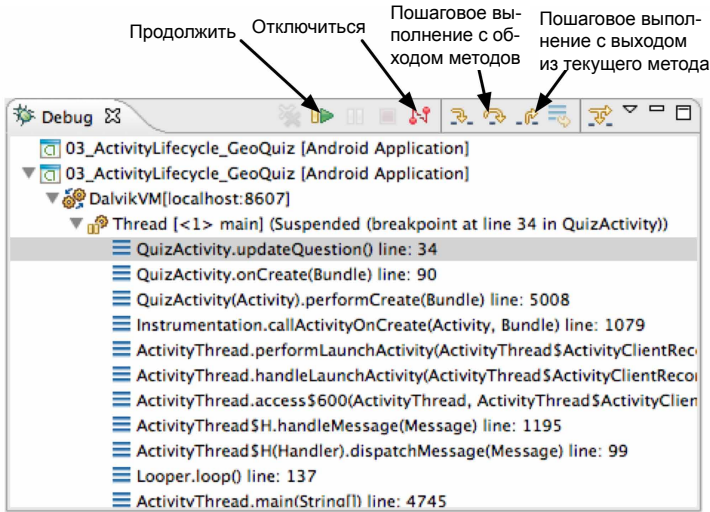 Продолжить
Отключиться
Пошаговое вы-
полнение с об-
ходом методов
Пошаговое выпол-
нение с выходом
из текущего метода
Debug
03_ActivityLifecycle_GeoQuiz [Android Application]
03_ActivityLifecycle_GeoQuiz [Android Application]
DalvikVM[localhost:8607]
Thread [<1> main] (Suspended (breakpoint at line 34 in QuizActivity))
QuizActivity.updateQuestion() line: 34
QuizActivity.onCreate(Bundle) line: 90
QuizActivity(Activity).performCreate(Bundle) line: 5008
Instrumentation.callActivityOnCreate(Activity, Bundle) line: 1079
ActivityThread.performLaunchActivity(ActivityThread$ActivityClientRec
ActivityThread.handleLaunchActivity(ActivityThread$ActivityClientRecor
ActivityThread.access$600(ActivityThread, ActivityThread$ActivityClien
ActivityThread$H.handleMessage(Message) line: 1195
ActivityThread$H(Handler).dispatchMessage(Message) line: 99
Looper.loop() line: 137
ActivityThread.main(String[]) line: 4745